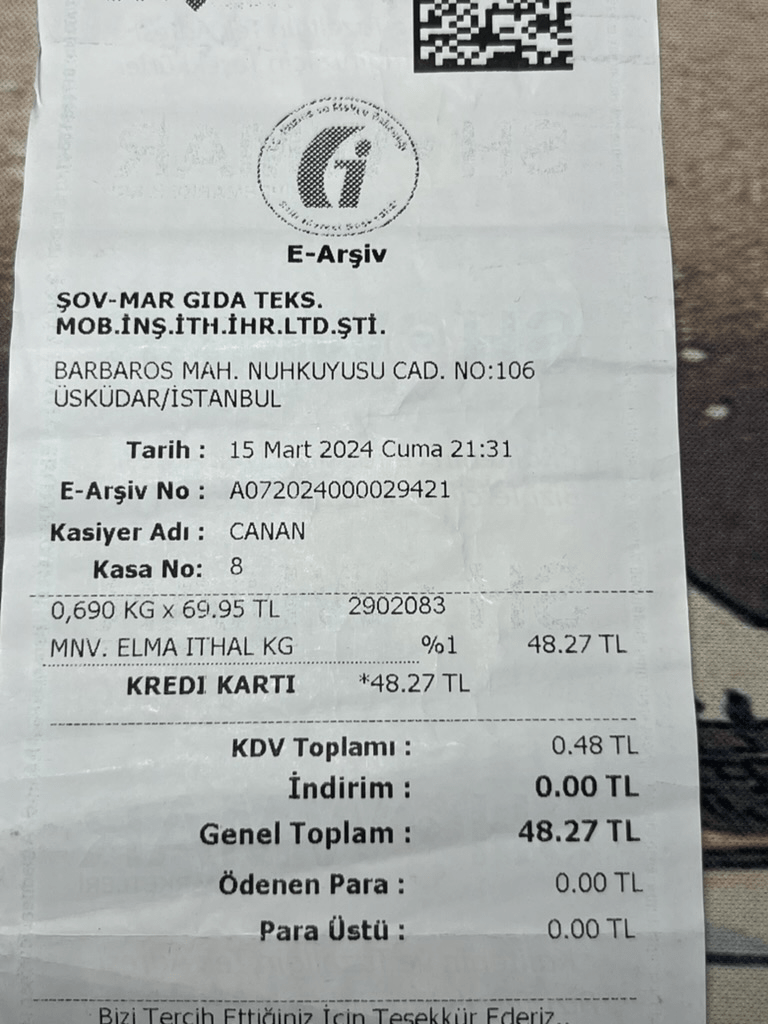 E-Arşiv
ŞOV-MAR GIDA TEKS.
MOB.İNŞ.İTH.İHR.LTD.ŞTİ.
BARBAROS MAH. NUHKUYUSU CAD. NO:106
ÜSKÜDAR/İSTANBUL
Tarih : 15 Mart 2024 Cuma 21:31
E-Arşiv No : A072024000029421
Kasiyer Adı : CANAN
Kasa No: 8
0,690 KG x 69.95 TL 2902083
MNV. ELMA ITHAL KG %1 48.27 TL
KREDI KARTI *48.27 TL
KDV Toplamı : 0.48 TL
İndirim : 0.00 TL
Genel Toplam : 48.27 TL
Ödenen Para : 0.00 TL
Para Üstü : 0.00 TL
Bizi Tercih Ettiğiniz İçin Teşekkür Ederiz..